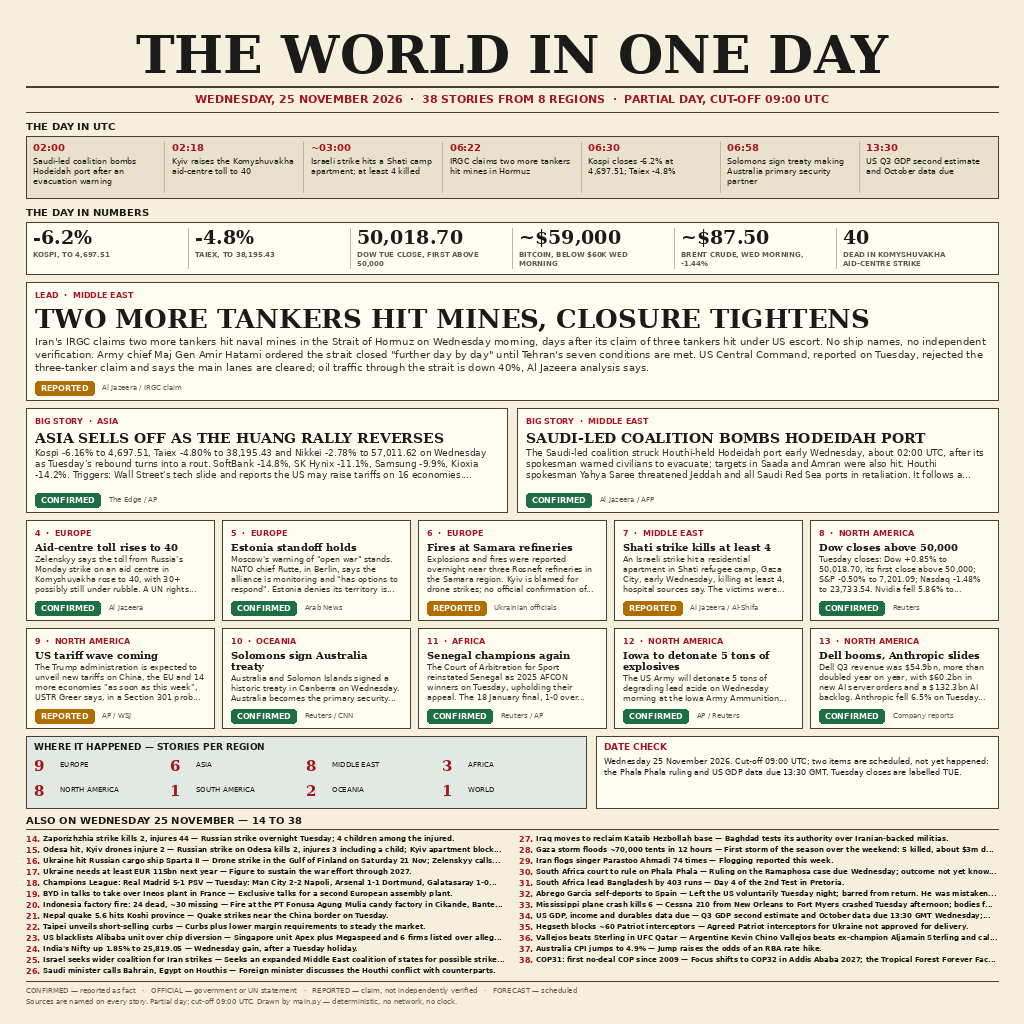 THE WORLD IN ONE DAY
WEDNESDAY, 25 NOVEMBER 2026 · 38 STORIES FROM 8 REGIONS · PARTIAL DAY, CUT-OFF 09:00 UTC
THE DAY IN UTC
02:00
Saudi-led coalition bombs
Hodeidah port after an
evacuation warning
02:18
Kyiv raises the Komyshuvakha
aid-centre toll to 40
~03:00
Israeli strike hits a Shati camp
apartment; at least 4 killed
06:22
IRGC claims two more tankers
hit mines in Hormuz
06:30
Kospi closes -6.2% at
4,697.51; Taiex -4.8%
06:58
Solomons sign treaty making
Australia primary security
partner
13:30
US Q3 GDP second estimate
and October data due
THE DAY IN NUMBERS
-6.2%
KOSPI, TO 4,697.51
-4.8%
TAIEX, TO 38,195.43
50,018.70
DOW TUE CLOSE, FIRST ABOVE
50,000
~$59,000
BITCOIN, BELOW $60K WED
MORNING
~$87.50
BRENT CRUDE, WED MORNING,
-1.44%
40
DEAD IN KOMYSHUVAKHA
AID-CENTRE STRIKE
LEAD · MIDDLE EAST
TWO MORE TANKERS HIT MINES, CLOSURE TIGHTENS
Iran's IRGC claims two more tankers hit naval mines in the Strait of Hormuz on Wednesday morning, days after its claim of three tankers hit under US escort. No ship names, no independent
verification. Army chief Maj Gen Amir Hatami ordered the strait closed "further day by day" until Tehran's seven conditions are met. US Central Command, reported on Tuesday, rejected the
three-tanker claim and says the main lanes are cleared; oil traffic through the strait is down 40%, Al Jazeera analysis says.
REPORTED Al Jazeera / IRGC claim
BIG STORY · ASIA
ASIA SELLS OFF AS THE HUANG RALLY REVERSES
Kospi -6.16% to 4,697.51, Taiex -4.80% to 38,195.43 and Nikkei -2.78% to 57,011.62 on Wednesday
as Tuesday's rebound turns into a rout. SoftBank -14.8%, SK Hynix -11.1%, Samsung -9.9%, Kioxia
-14.2%. Triggers: Wall Street's tech slide and reports the US may raise tariffs on 16 economies....
CONFIRMED The Edge / AP
BIG STORY · MIDDLE EAST
SAUDI-LED COALITION BOMBS HODEIDAH PORT
The Saudi-led coalition struck Houthi-held Hodeidah port early Wednesday, about 02:00 UTC, after its
spokesman warned civilians to evacuate; targets in Saada and Amran were also hit. Houthi
spokesman Yahya Saree threatened Jeddah and all Saudi Red Sea ports in retaliation. It follows a...
CONFIRMED Al Jazeera / AFP
4 · EUROPE
Aid-centre toll rises to 40
Zelenskyy says the toll from Russia's
Monday strike on an aid centre in
Komyshuvakha rose to 40, with 30+
possibly still under rubble. A UN rights...
CONFIRMED Al Jazeera
5 · EUROPE
Estonia standoff holds
Moscow's warning of "open war" stands.
NATO chief Rutte, in Berlin, says the
alliance is monitoring and "has options to
respond". Estonia denies its territory is...
CONFIRMED Arab News
6 · EUROPE
Fires at Samara refineries
Explosions and fires were reported
overnight near three Rosneft refineries in
the Samara region. Kyiv is blamed for
drone strikes; no official confirmation of...
REPORTED Ukrainian officials
7 · MIDDLE EAST
Shati strike kills at least 4
An Israeli strike hit a residential
apartment in Shati refugee camp, Gaza
City, early Wednesday, killing at least 4,
hospital sources say. The victims were...
REPORTED Al Jazeera / Al-Shifa
8 · NORTH AMERICA
Dow closes above 50,000
Tuesday closes: Dow +0.85% to
50,018.70, its first close above 50,000;
S&P -0.50% to 7,201.09; Nasdaq -1.48%
to 23,733.54. Nvidia fell 5.86% to...
CONFIRMED Reuters
9 · NORTH AMERICA
US tariff wave coming
The Trump administration is expected to
unveil new tariffs on China, the EU and 14
more economies "as soon as this week",
USTR Greer says, in a Section 301 prob...
REPORTED AP / WSJ
10 · OCEANIA
Solomons sign Australia
treaty
Australia and Solomon Islands signed a
historic treaty in Canberra on Wednesday.
Australia becomes the primary security...
CONFIRMED Reuters / CNN
11 · AFRICA
Senegal champions again
The Court of Arbitration for Sport
reinstated Senegal as 2025 AFCON
winners on Tuesday, upholding their
appeal. The 18 January final, 1-0 over...
CONFIRMED Reuters / AP
12 · NORTH AMERICA
Iowa to detonate 5 tons of
explosives
The US Army will detonate 5 tons of
degrading lead azide on Wednesday
morning at the Iowa Army Ammunition...
CONFIRMED AP / Reuters
13 · NORTH AMERICA
Dell booms, Anthropic slides
Dell Q3 revenue was $54.9bn, more than
doubled year on year, with $60.2bn in
new AI server orders and a $132.3bn AI
backlog. Anthropic fell 6.5% on Tuesday...
CONFIRMED Company reports
WHERE IT HAPPENED — STORIES PER REGION
9 EUROPE 6 ASIA 8 MIDDLE EAST 3 AFRICA
8 NORTH AMERICA 1 SOUTH AMERICA 2 OCEANIA 1 WORLD
DATE CHECK
Wednesday 25 November 2026. Cut-off 09:00 UTC; two items are scheduled, not yet happened:
the Phala Phala ruling and US GDP data due 13:30 GMT. Tuesday closes are labelled TUE.
ALSO ON WEDNESDAY 25 NOVEMBER — 14 TO 38
14. Zaporizhzhia strike kills 2, injures 44 — Russian strike overnight Tuesday; 4 children among the injured.
15. Odesa hit, Kyiv drones injure 2 — Russian strike on Odesa kills 2, injures 3 including a child; Kyiv apartment block...
16. Ukraine hit Russian cargo ship Sparta II — Drone strike in the Gulf of Finland on Saturday 21 Nov; Zelenskyy calls...
17. Ukraine needs at least EUR 115bn next year — Figure to sustain the war effort through 2027.
18. Champions League: Real Madrid 5-1 PSV — Tuesday: Man City 2-2 Napoli, Arsenal 1-1 Dortmund, Galatasaray 1-0...
19. BYD in talks to take over Ineos plant in France — Exclusive talks for a second European assembly plant.
20. Indonesia factory fire: 24 dead, ~30 missing — Fire at the PT Fonusa Agung Mulia candy factory in Cikande, Bante...
21. Nepal quake 5.6 hits Koshi province — Quake strikes near the China border on Tuesday.
22. Taipei unveils short-selling curbs — Curbs plus lower margin requirements to steady the market.
23. US blacklists Alibaba unit over chip diversion — Singapore unit Apex plus Megaspeed and 6 firms listed over alleg...
24. India's Nifty up 1.85% to 25,819.05 — Wednesday gain, after a Tuesday holiday.
25. Israel seeks wider coalition for Iran strikes — Seeks an expanded Middle East coalition of states for possible strike...
26. Saudi minister calls Bahrain, Egypt on Houthis — Foreign minister discusses the Houthi conflict with counterparts.
27. Iraq moves to reclaim Kataib Hezbollah base — Baghdad tests its authority over Iranian-backed militias.
28. Gaza storm floods ~70,000 tents in 12 hours — First storm of the season over the weekend: 5 killed, about $3m d...
29. Iran flogs singer Parastoo Ahmadi 74 times — Flogging reported this week.
30. South Africa court to rule on Phala Phala — Ruling on the Ramaphosa case due Wednesday; outcome not yet know...
31. South Africa lead Bangladesh by 403 runs — Day 4 of the 2nd Test in Pretoria.
32. Abrego Garcia self-deports to Spain — Left the US voluntarily Tuesday night; barred from return. He was mistaken...
33. Mississippi plane crash kills 6 — Cessna 210 from New Orleans to Fort Myers crashed Tuesday afternoon; bodies f...
34. US GDP, income and durables data due — Q3 GDP second estimate and October data due 13:30 GMT Wednesday;...
35. Hegseth blocks ~60 Patriot interceptors — Agreed Patriot interceptors for Ukraine not approved for delivery.
36. Vallejos beats Sterling in UFC Qatar — Argentine Kevin Chino Vallejos beats ex-champion Aljamain Sterling and cal...
37. Australia CPI jumps to 4.9% — Jump raises the odds of an RBA rate hike.
38. COP31: first no-deal COP since 2009 — Focus shifts to COP32 in Addis Ababa 2027; the Tropical Forest Forever Fac...
CONFIRMED — reported as fact · OFFICIAL — government or UN statement · REPORTED — claim, not independently verified · FORECAST — scheduled
Sources are named on every story. Partial day: cut-off 09:00 UTC. Drawn by main.py — deterministic, no network, no clock.